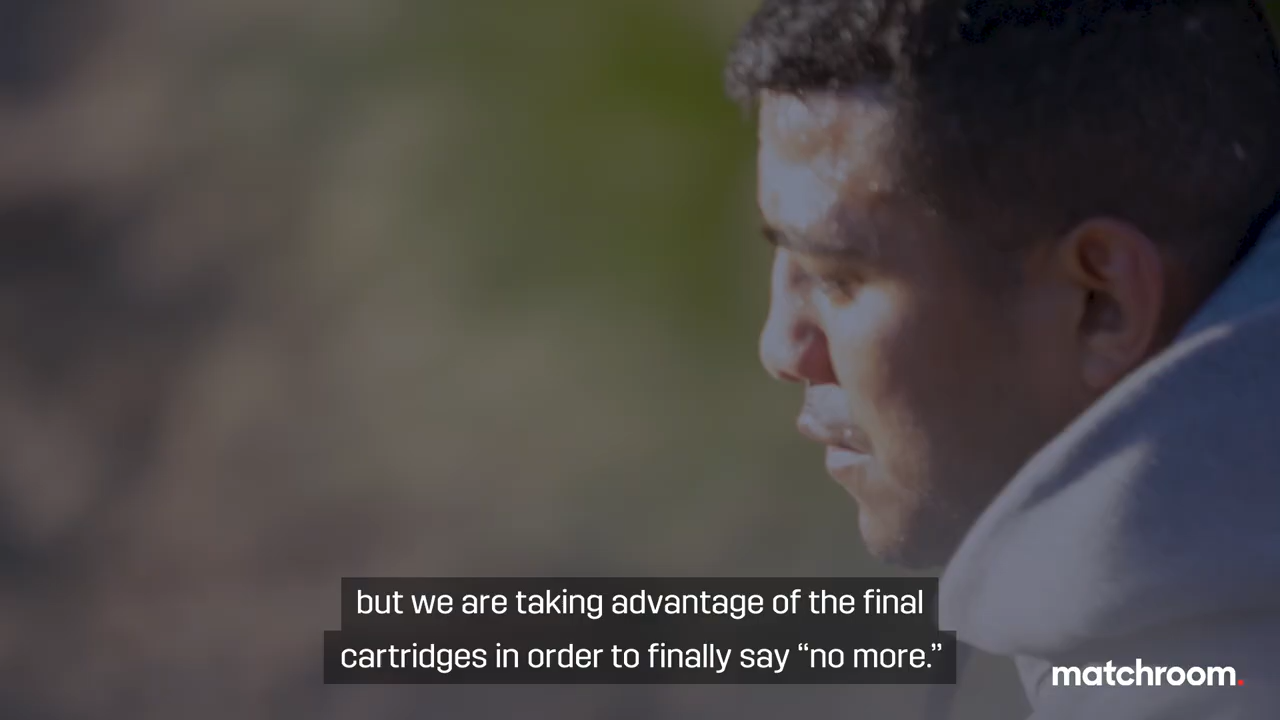 but we are taking advantage of the final
cartridges in order to finally say “no more.”
matchroom.